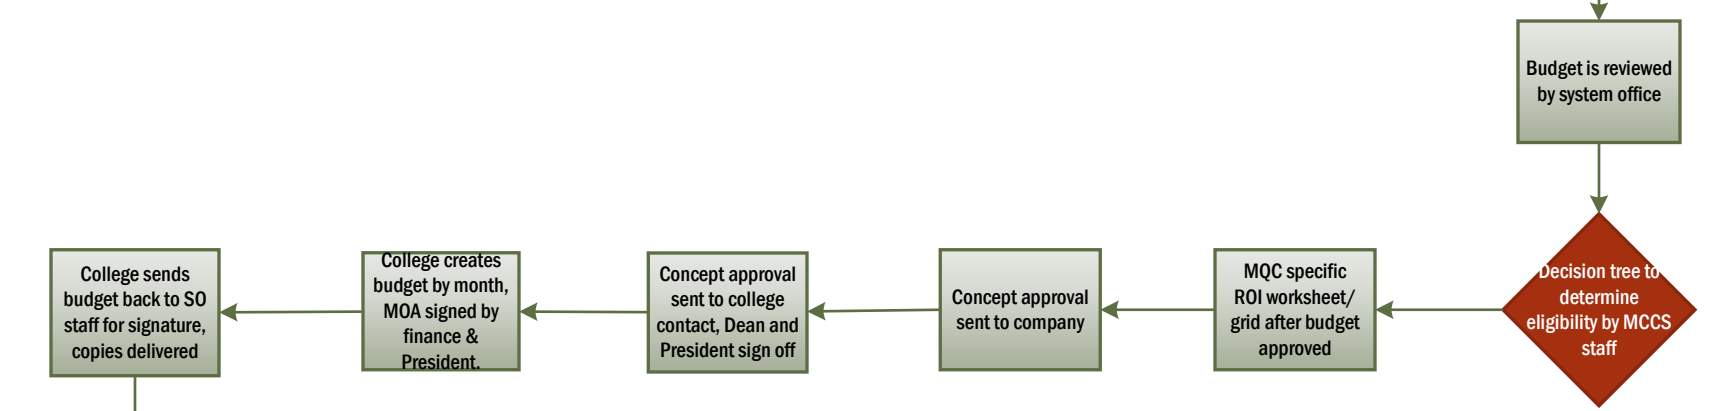 Budget is reviewed
by system office
Decision tree to
determine
eligibility by MCCS
staff
MQC specific
ROI worksheet/
grid after budget
approved
Concept approval
sent to company
Concept approval
sent to college
contact, Dean and
President sign off
College creates
budget by month,
MOA signed by
finance &
President.
College sends
budget back to SO
staff for signature,
copies delivered